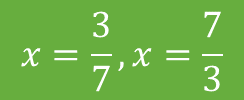 x = 3/7, x = 7/3